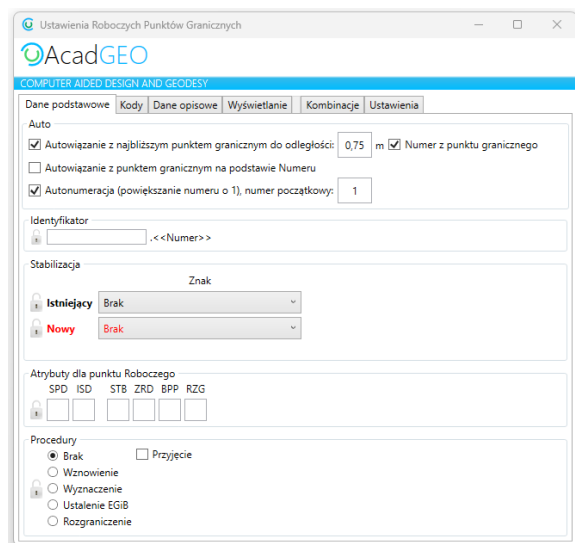 Ustawienia Roboczych Punktów Granicznych
AcadGEO
COMPUTER AIDED DESIGN AND GEODESY
Dane podstawowe Kody Dane opisowe Wyświetlanie Kombinacje Ustawienia
Auto
Autowiązanie z najbliższym punktem granicznym do odległości: 0,75 m Numer z punktu granicznego
Autowiązanie z punktem granicznym na podstawie Numeru
Autonumeracja (powiększanie numeru o 1), numer początkowy: 1
Identyfikator
.<<Numer>>
Stabilizacja
Znak
Istniejący Brak
Nowy Brak
Atrybuty dla punktu Roboczego
SPD ISD STB ZRD BPP RZG
Procedury
Brak Przyjęcie
Wznowienie
Wyznaczenie
Ustalenie EGiB
Rozgraniczenie